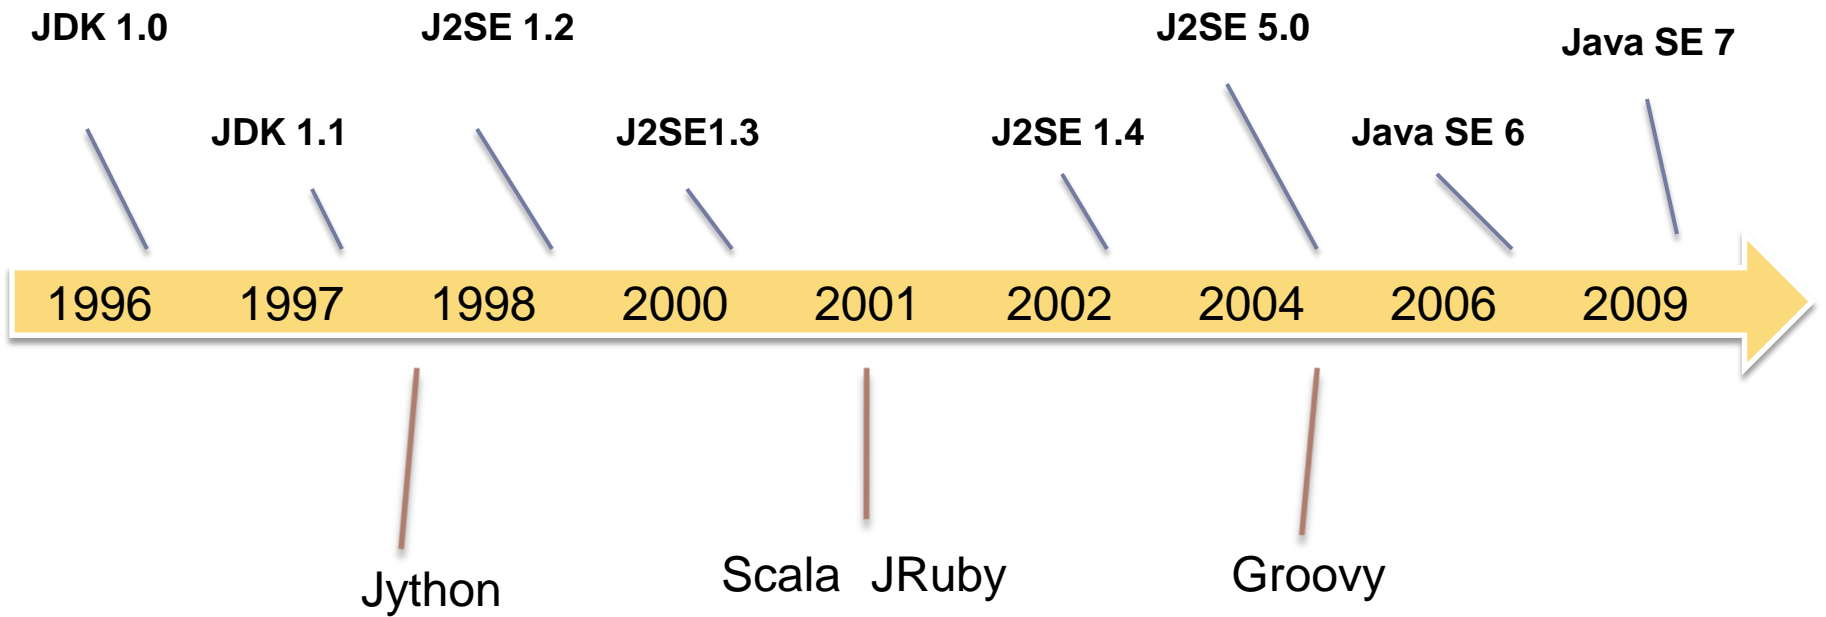 JDK 1.0 J2SE 1.2 J2SE 5.0 Java SE 7
JDK 1.1 J2SE1.3 J2SE 1.4 Java SE 6
1996 1997 1998 2000 2001 2002 2004 2006 2009
Jython Scala JRuby Groovy